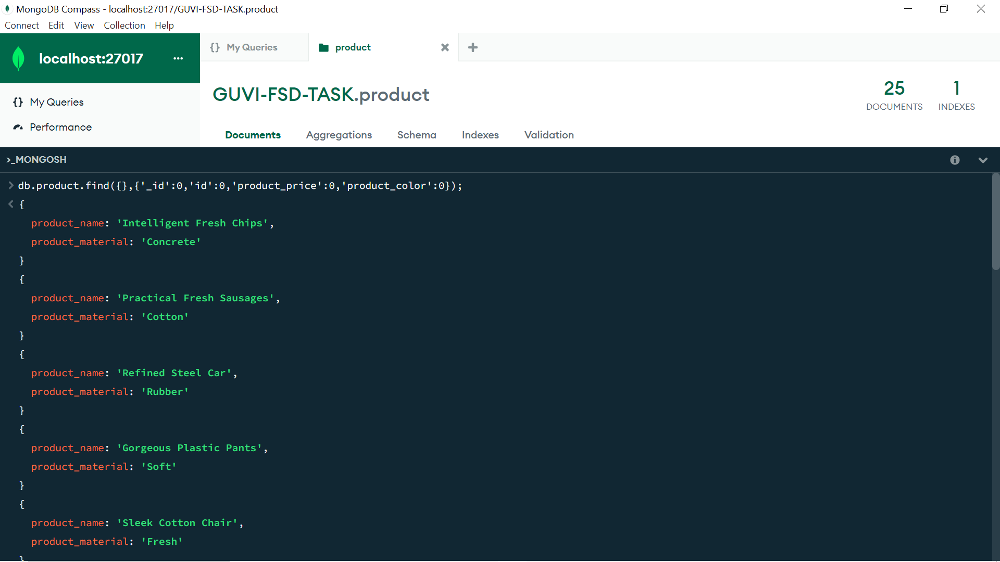 MongoDB Compass - localhost:27017/GUVI-FSD-TASK.product
Connect Edit View Collection Help
localhost:27017 ···
{} My Queries
product
GUVI-FSD-TASK.product
25
DOCUMENTS
1
INDEXES
{} My Queries
Performance
Documents Aggregations Schema Indexes Validation
>_MONGOSH
> db.product.find({},{'_id':0,'id':0,'product_price':0,'product_color':0});
< {
product_name: 'Intelligent Fresh Chips',
product_material: 'Concrete'
}
{
product_name: 'Practical Fresh Sausages',
product_material: 'Cotton'
}
{
product_name: 'Refined Steel Car',
product_material: 'Rubber'
}
{
product_name: 'Gorgeous Plastic Pants',
product_material: 'Soft'
}
{
product_name: 'Sleek Cotton Chair',
product_material: 'Fresh'
}